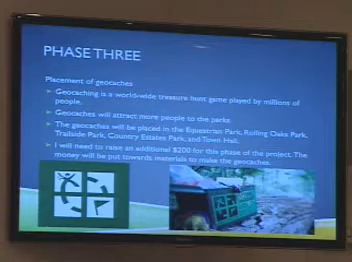 PHASE THREE
Placement of geocaches
Geocaching is a world-wide treasure hunt game played by millions of
people.
Geocaches will attract more people to the parks
The geocaches will be placed in the Equestrian Park, Rolling Oaks Park,
Trailside Park, Country Estates Park, and Town Hall.
I will need to raise an additional $200 for this phase of the project. The
money will be put towards materials to make the geocaches.